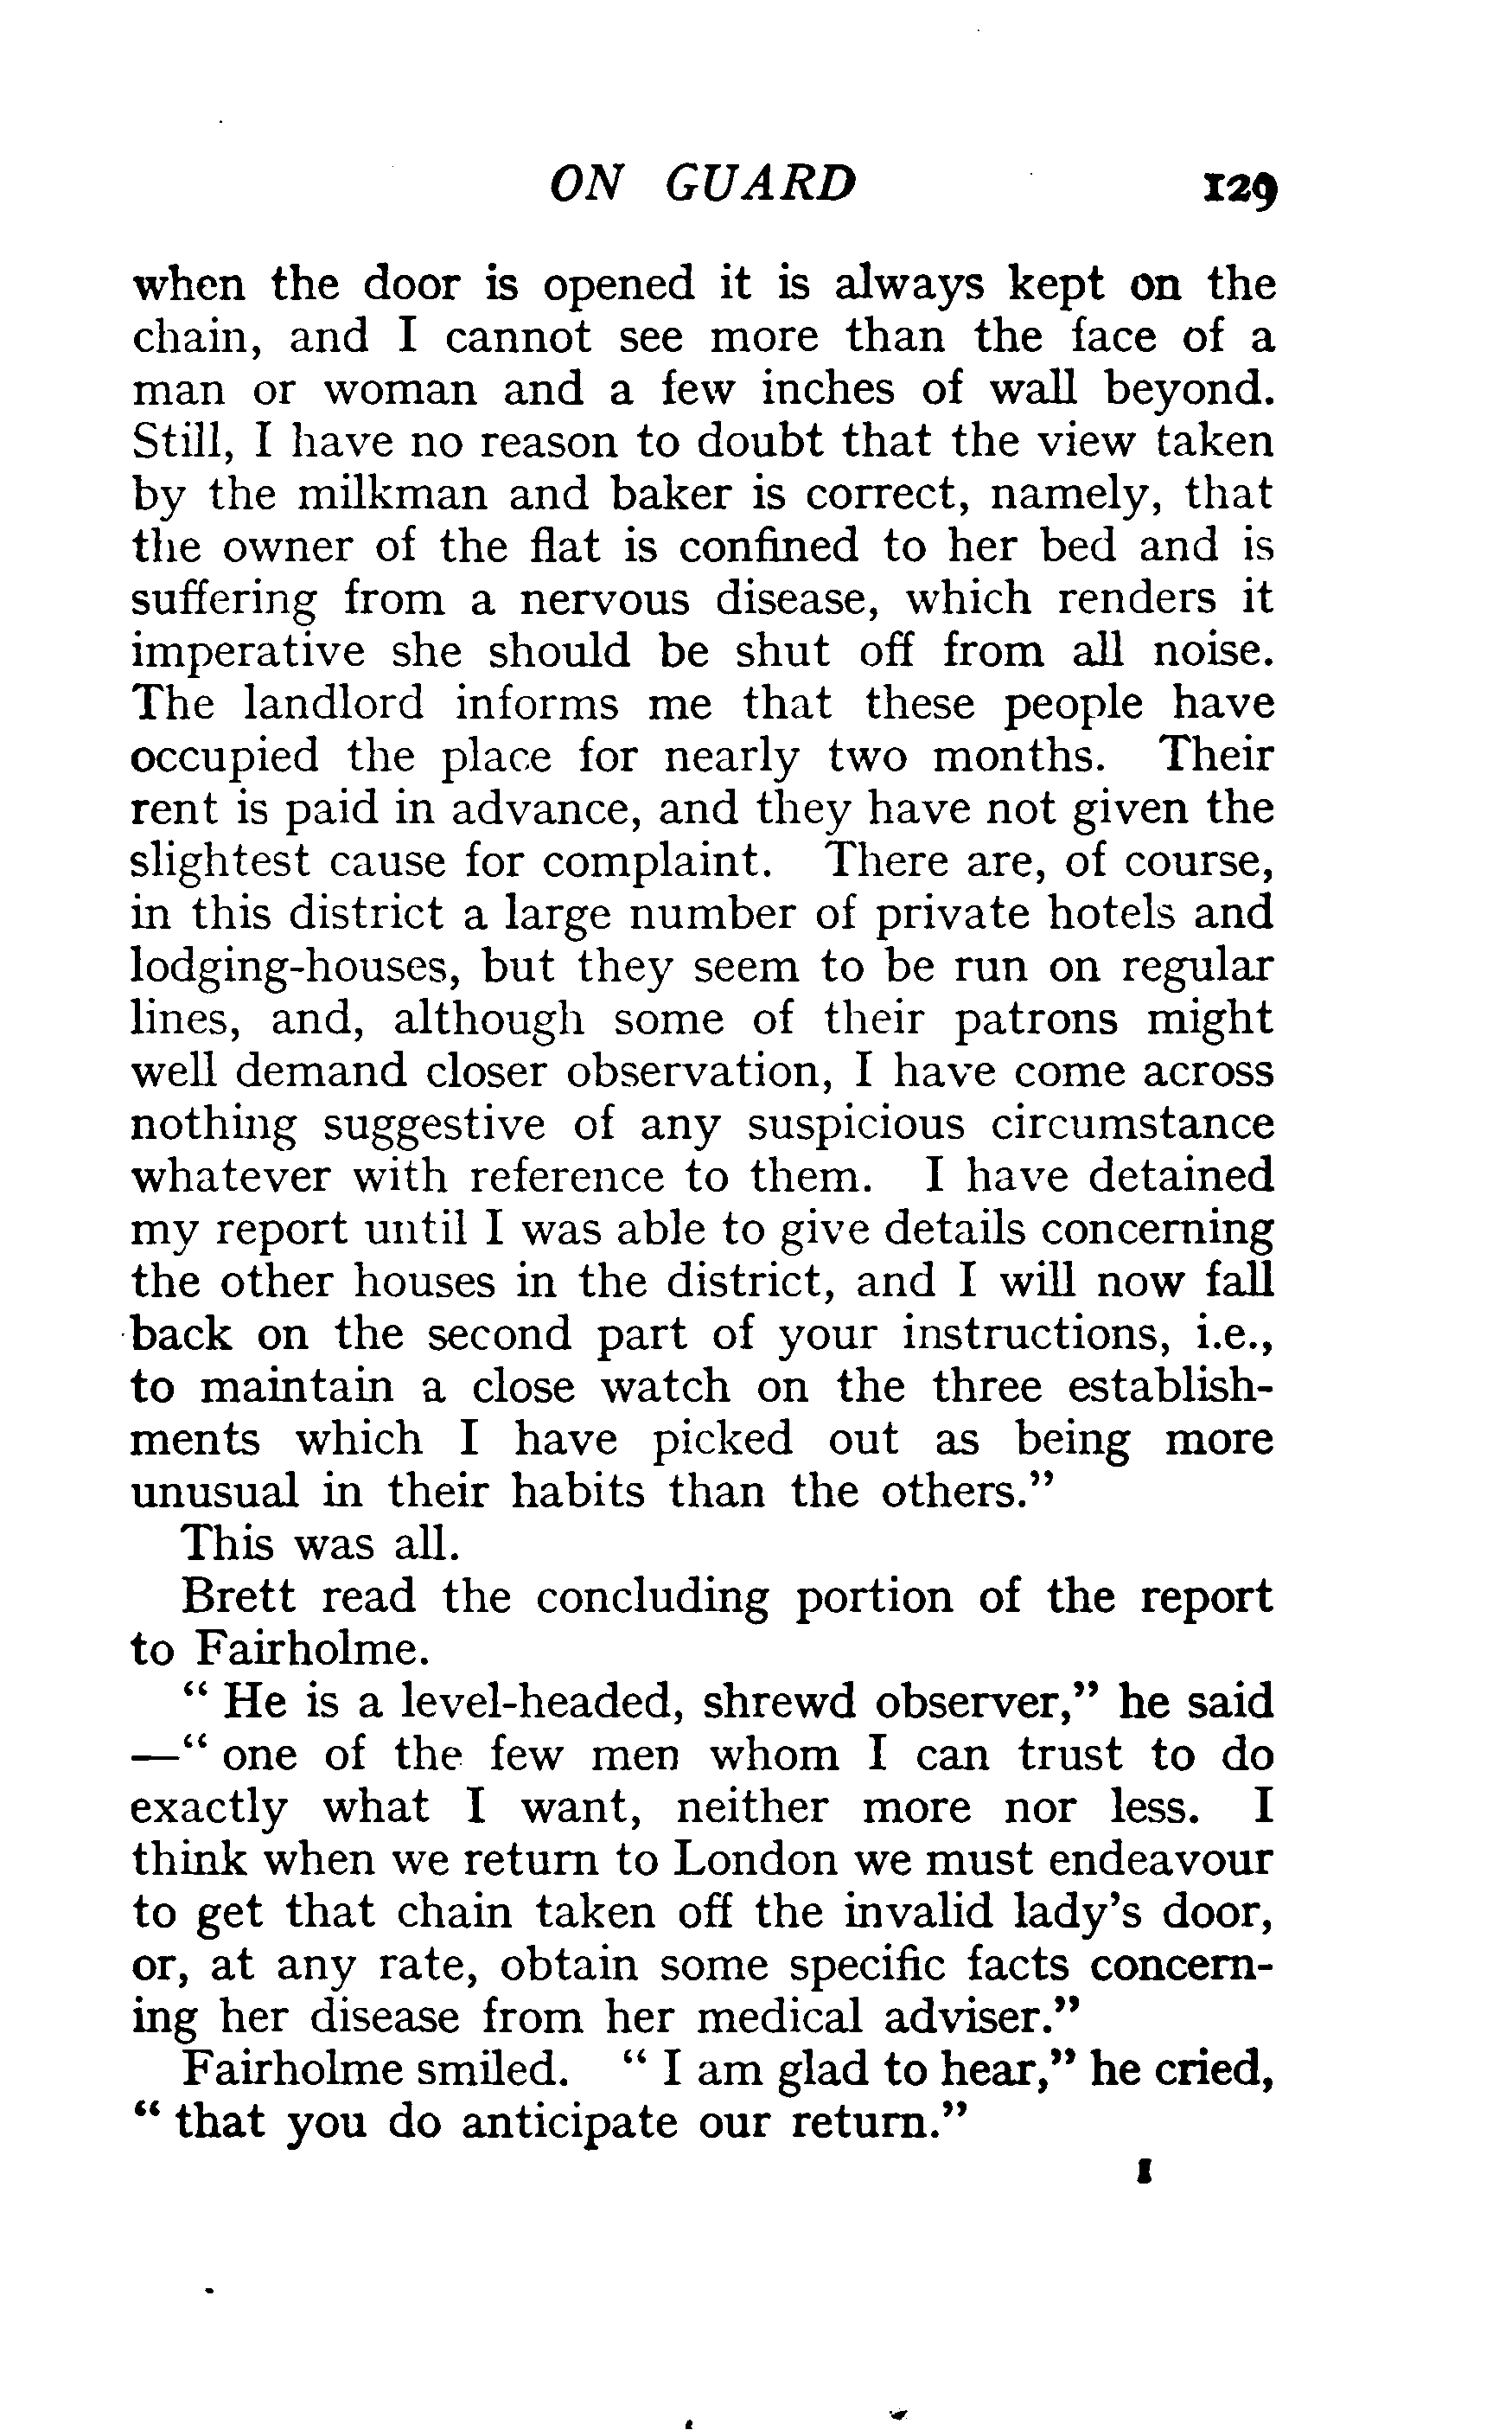 ON GUARD 129
when the door is opened it is always kept on the
chain, and I cannot see more than the face of a
man or woman and a few inches of wall beyond.
Still, I have no reason to doubt that the view taken
by the milkman and baker is correct, namely, that
the owner of the flat is confined to her bed and is
suffering from a nervous disease, which renders it
imperative she should be shut off from all noise.
The landlord informs me that these people have
occupied the place for nearly two months. Their
rent is paid in advance, and they have not given the
slightest cause for complaint. There are, of course,
in this district a large number of private hotels and
lodging-houses, but they seem to be run on regular
lines, and, although some of their patrons might
well demand closer observation, I have come across
nothing suggestive of any suspicious circumstance
whatever with reference to them. I have detained
my report until I was able to give details concerning
the other houses in the district, and I will now fall
back on the second part of your instructions, i.e.,
to maintain a close watch on the three establish-
ments which I have picked out as being more
unusual in their habits than the others."
This was all.
Brett read the concluding portion of the report
to Fairholme.
" He is a level-headed, shrewd observer," he said
—" one of the few men whom I can trust to do
exactly what I want, neither more nor less. I
think when we return to London we must endeavour
to get that chain taken off the invalid lady's door,
or, at any rate, obtain some specific facts concern-
ing her disease from her medical adviser."
Fairholme smiled. " I am glad to hear," he cried,
" that you do anticipate our return."
I